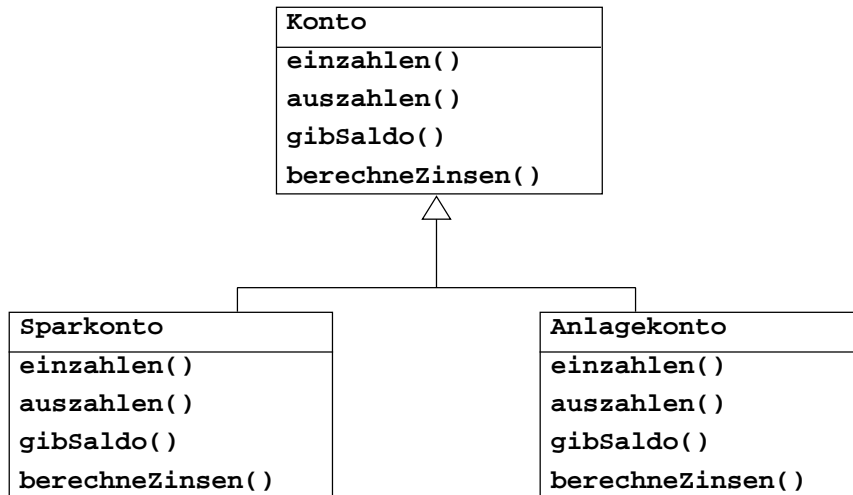 Konto
einzahlen()
auszahlen()
gibSaldo()
berechneZinsen()
Sparkonto
einzahlen()
auszahlen()
gibSaldo()
berechneZinsen()
Anlagekonto
einzahlen()
auszahlen()
gibSaldo()
berechneZinsen()